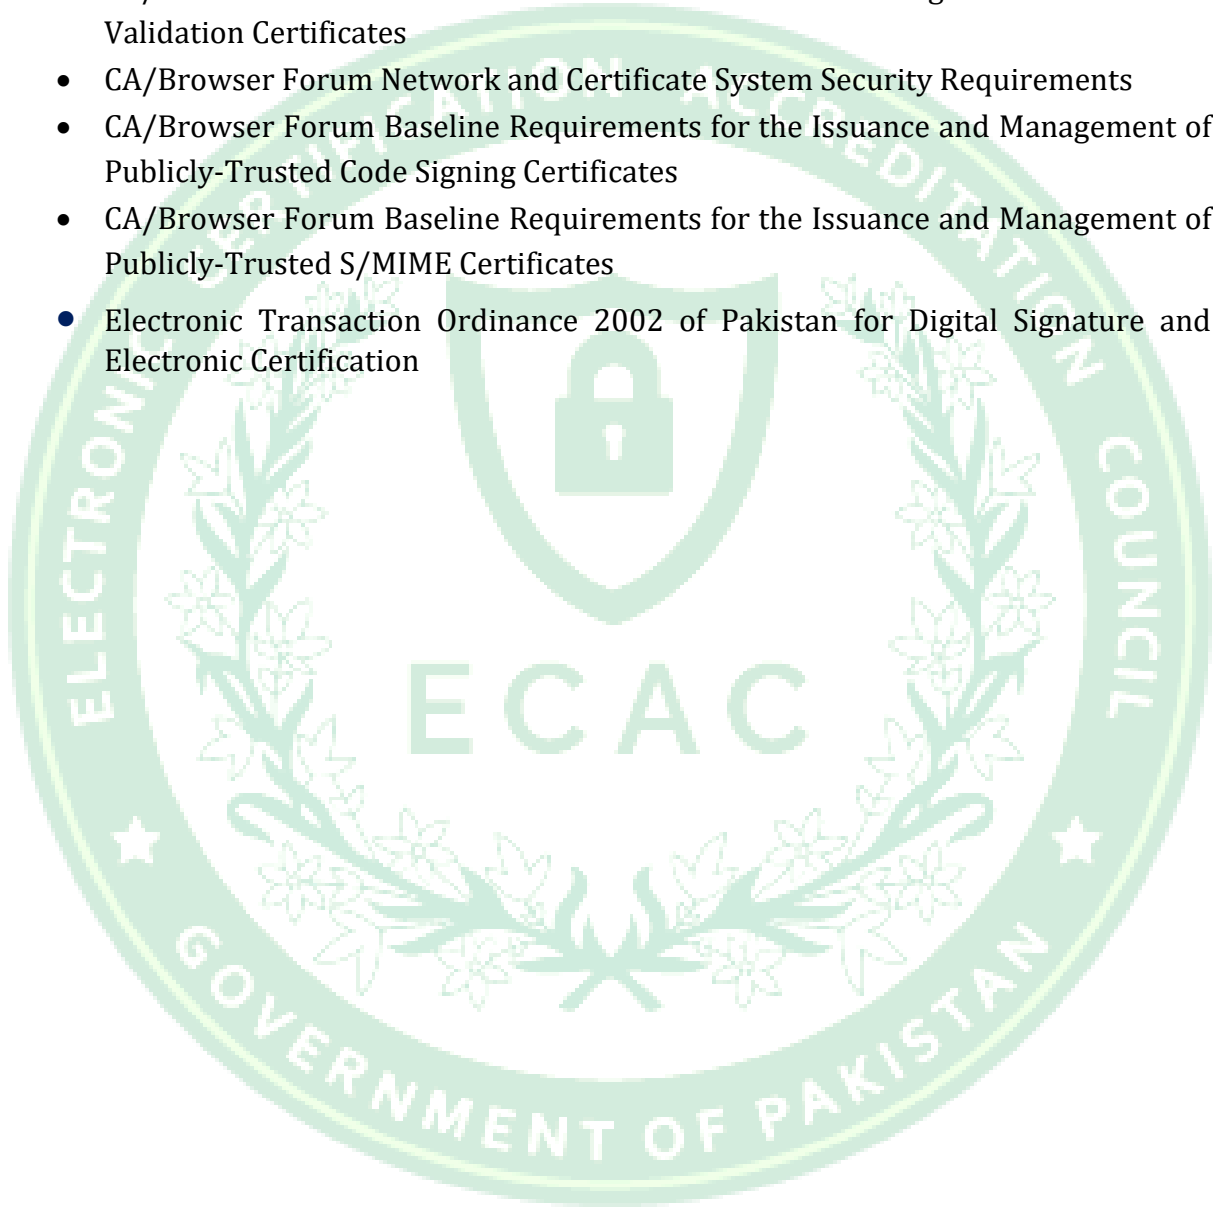 Validation Certificates
• CA/Browser Forum Network and Certificate System Security Requirements
• CA/Browser Forum Baseline Requirements for the Issuance and Management of
Publicly-Trusted Code Signing Certificates
• CA/Browser Forum Baseline Requirements for the Issuance and Management of
Publicly-Trusted S/MIME Certificates
• Electronic Transaction Ordinance 2002 of Pakistan for Digital Signature and
Electronic Certification
ELECTRONIC CERTIFICATION ACCREDITATION COUNCIL
ECAC
GOVERNMENT OF PAKISTAN